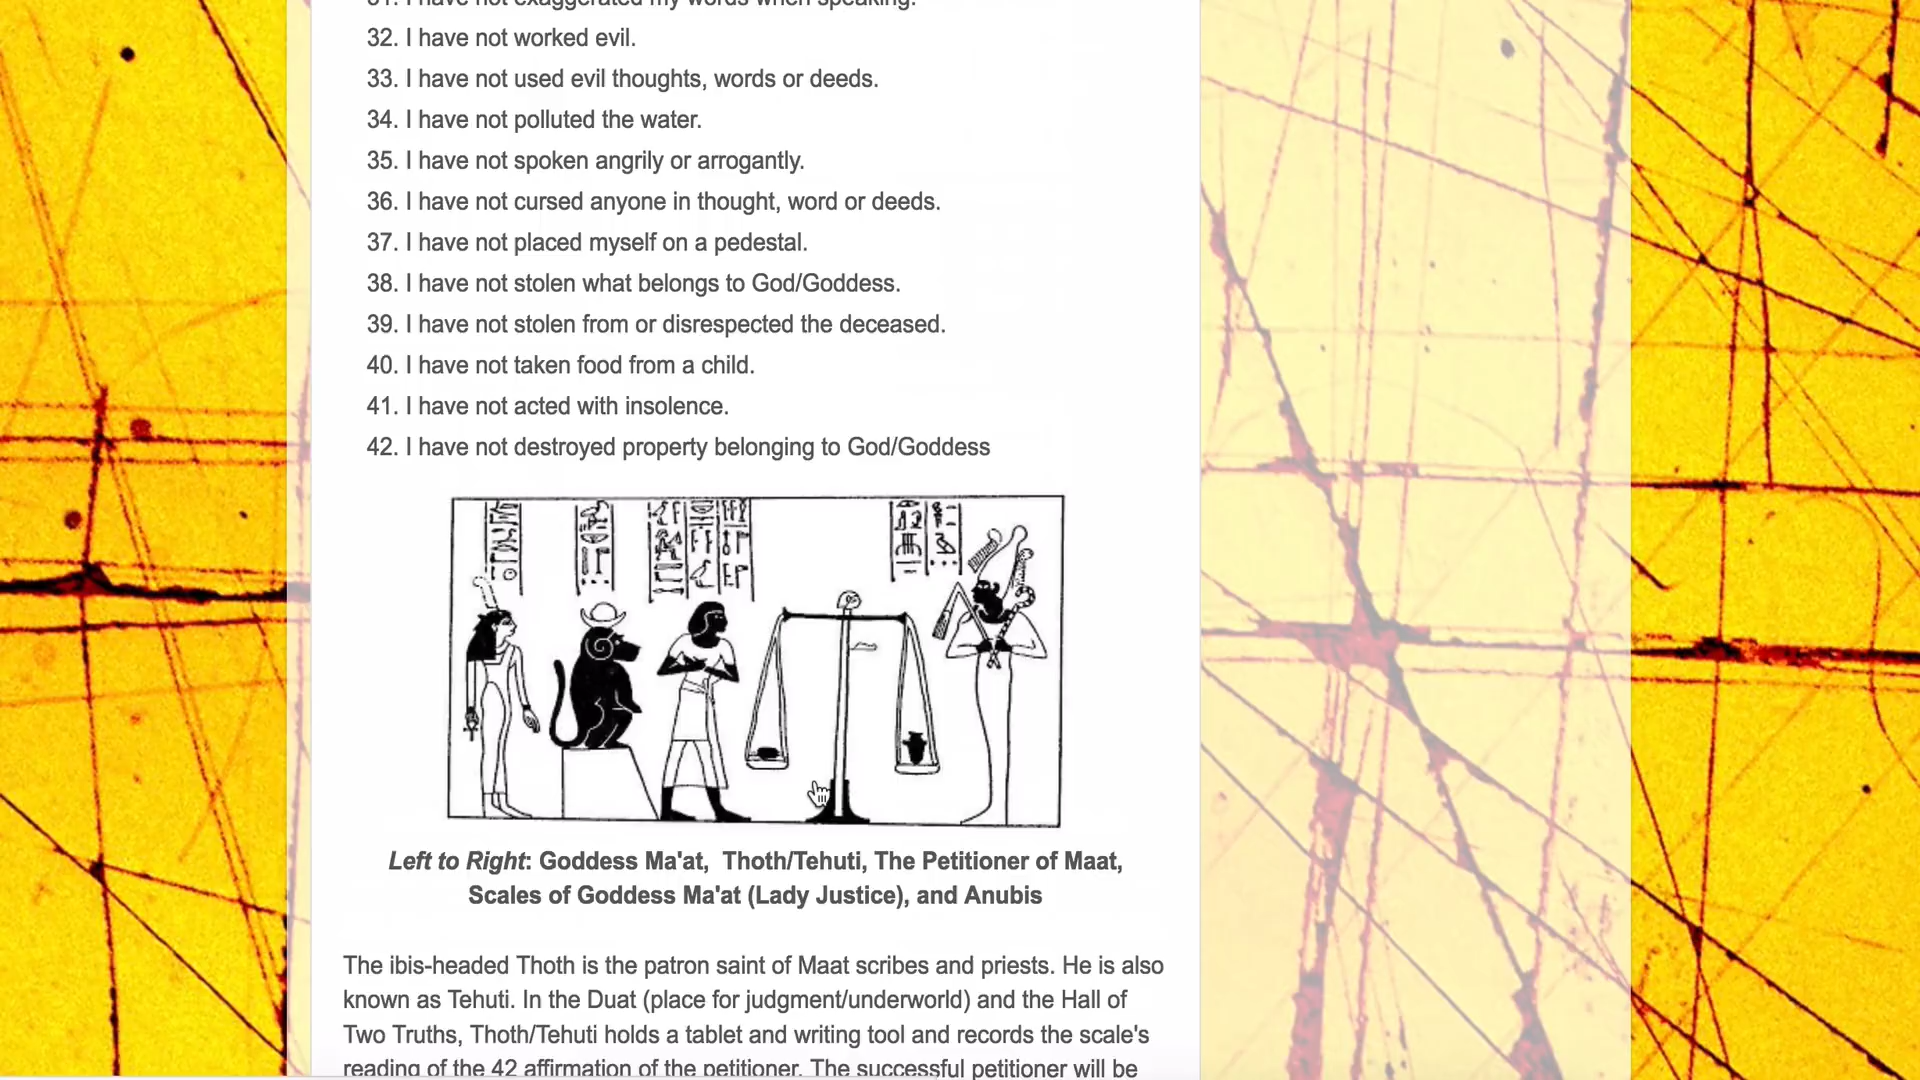 31. I have not exaggerated my words when speaking.
32. I have not worked evil.
33. I have not used evil thoughts, words or deeds.
34. I have not polluted the water.
35. I have not spoken angrily or arrogantly.
36. I have not cursed anyone in thought, word or deeds.
37. I have not placed myself on a pedestal.
38. I have not stolen what belongs to God/Goddess.
39. I have not stolen from or disrespected the deceased.
40. I have not taken food from a child.
41. I have not acted with insolence.
42. I have not destroyed property belonging to God/Goddess
Left to Right: Goddess Ma'at, Thoth/Tehuti, The Petitioner of Maat,
Scales of Goddess Ma'at (Lady Justice), and Anubis
The ibis-headed Thoth is the patron saint of Maat scribes and priests. He is also
known as Tehuti. In the Duat (place for judgment/underworld) and the Hall of
Two Truths, Thoth/Tehuti holds a tablet and writing tool and records the scale's
reading of the 42 affirmation of the petitioner. The successful petitioner will be